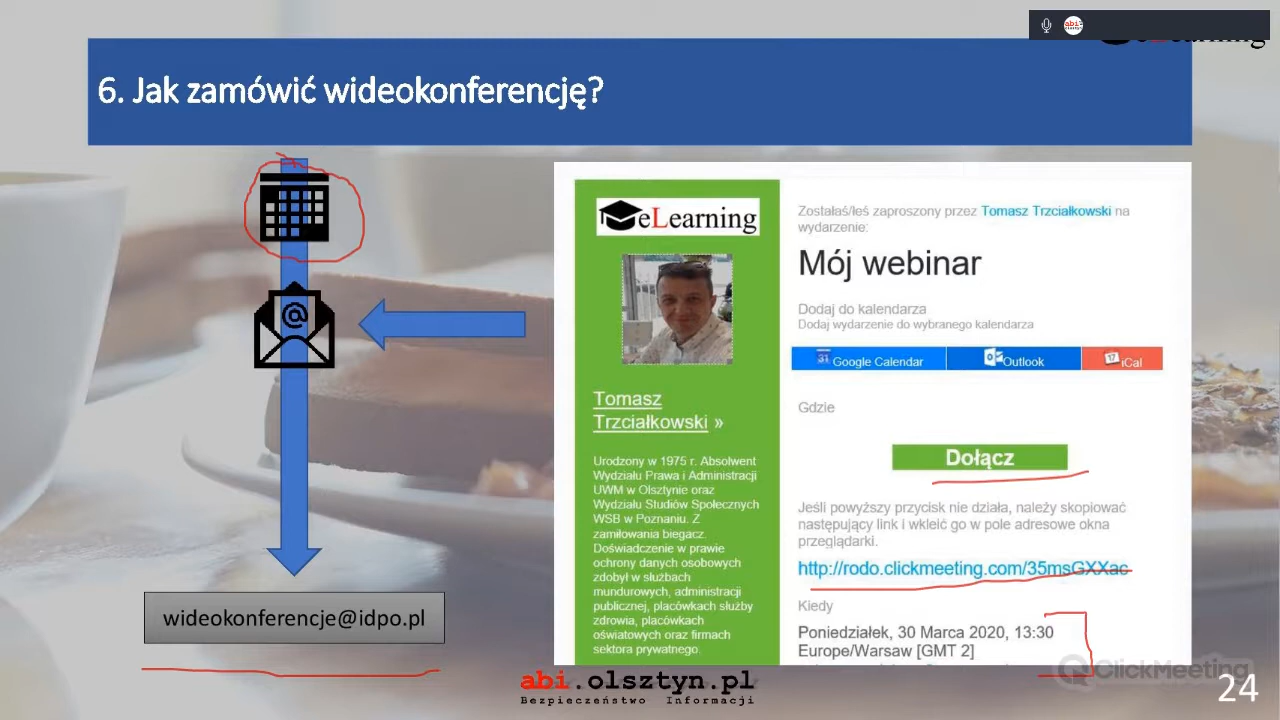 abi
6. Jak zamówić wideokonferencję?
eLearning
Zostałaś/łeś zaproszony przez Tomasz Trzciałkowski na
wydarzenie:
Mój webinar
Dodaj do kalendarza
Dodaj wydarzenie do wybranego kalendarza
31 Google Calendar
Outlook
17 iCal
Gdzie
Dołącz
Jeśli powyższy przycisk nie działa, należy skopiować
następujący link i wkleić go w pole adresowe okna
przeglądarki.
http://rodo.clickmeeting.com/35msGXXac
Kiedy
Poniedziałek, 30 Marca 2020, 13:30
Europe/Warsaw [GMT 2]
Tomasz
Trzciałkowski »
Urodzony w 1975 r. Absolwent
Wydziału Prawa i Administracji
UWM w Olsztynie oraz
Wydziału Studiów Społecznych
WSB w Poznaniu. Z
zamiłowania biegacz.
Doświadczenie w prawie
ochrony danych osobowych
zdobył w służbach
mundurowych, administracji
publicznej, placówkach służby
zdrowia, placówkach
oświatowych oraz firmach
sektora prywatnego.
@
wideokonferencje@idpo.pl
abi.olsztyn.pl
Bezpieczeństwo Informacji
ClickMeeting
24